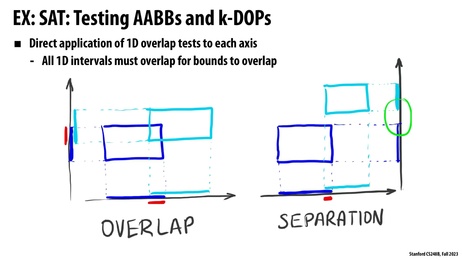 EX: SAT: Testing AABBs and k-DOPs
■ Direct application of 1D overlap tests to each axis
- All 1D intervals must overlap for bounds to overlap
OVERLAP
SEPARATION
Stanford CS248B, Fall 2023